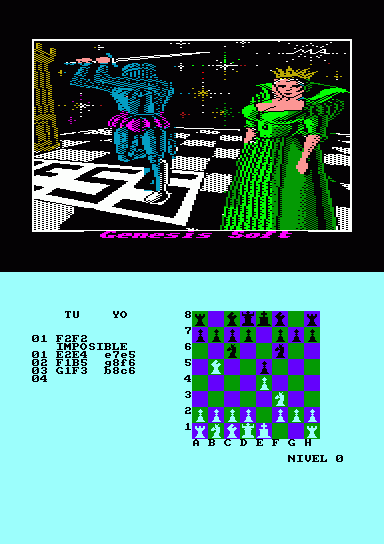 Genesis Soft
TU YO
01 F2F2
IMPOSIBLE
01 E2E4 e7e5
02 F1B5 g8f6
03 G1F3 b8c6
04
8
7
6
5
4
3
2
1
A B C D E F G H
NIVEL 0